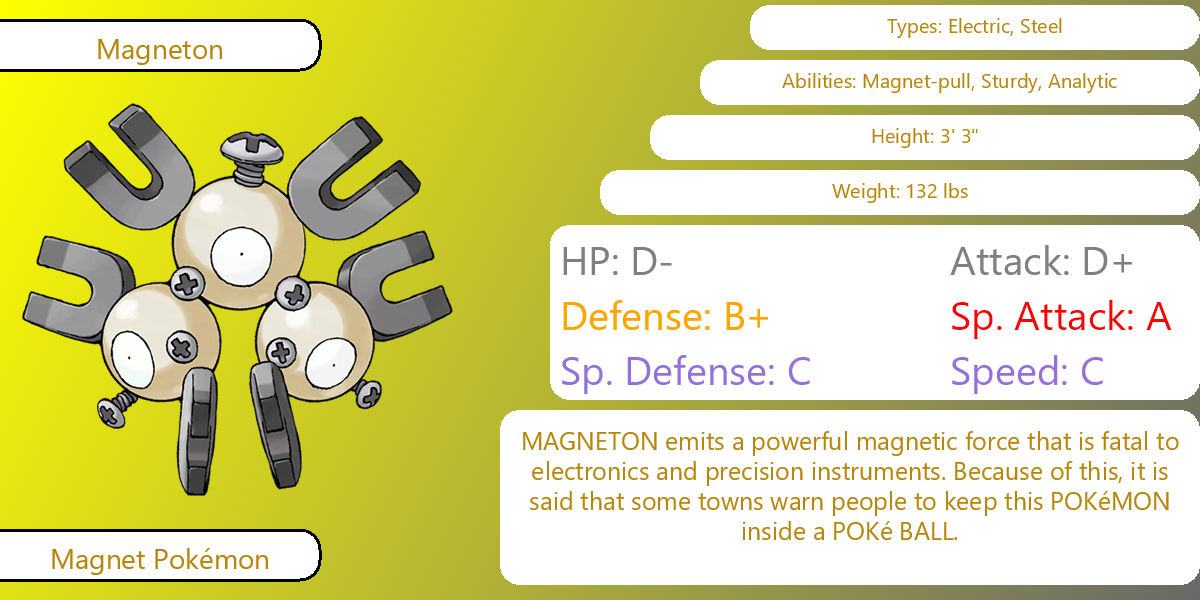 Magneton
Types: Electric, Steel
Abilities: Magnet-pull, Sturdy, Analytic
Height: 3' 3"
Weight: 132 lbs
HP: D-
Attack: D+
Defense: B+
Sp. Attack: A
Sp. Defense: C
Speed: C
MAGNETON emits a powerful magnetic force that is fatal to
electronics and precision instruments. Because of this, it is
said that some towns warn people to keep this POKéMON
inside a POKé BALL.
Magnet Pokémon